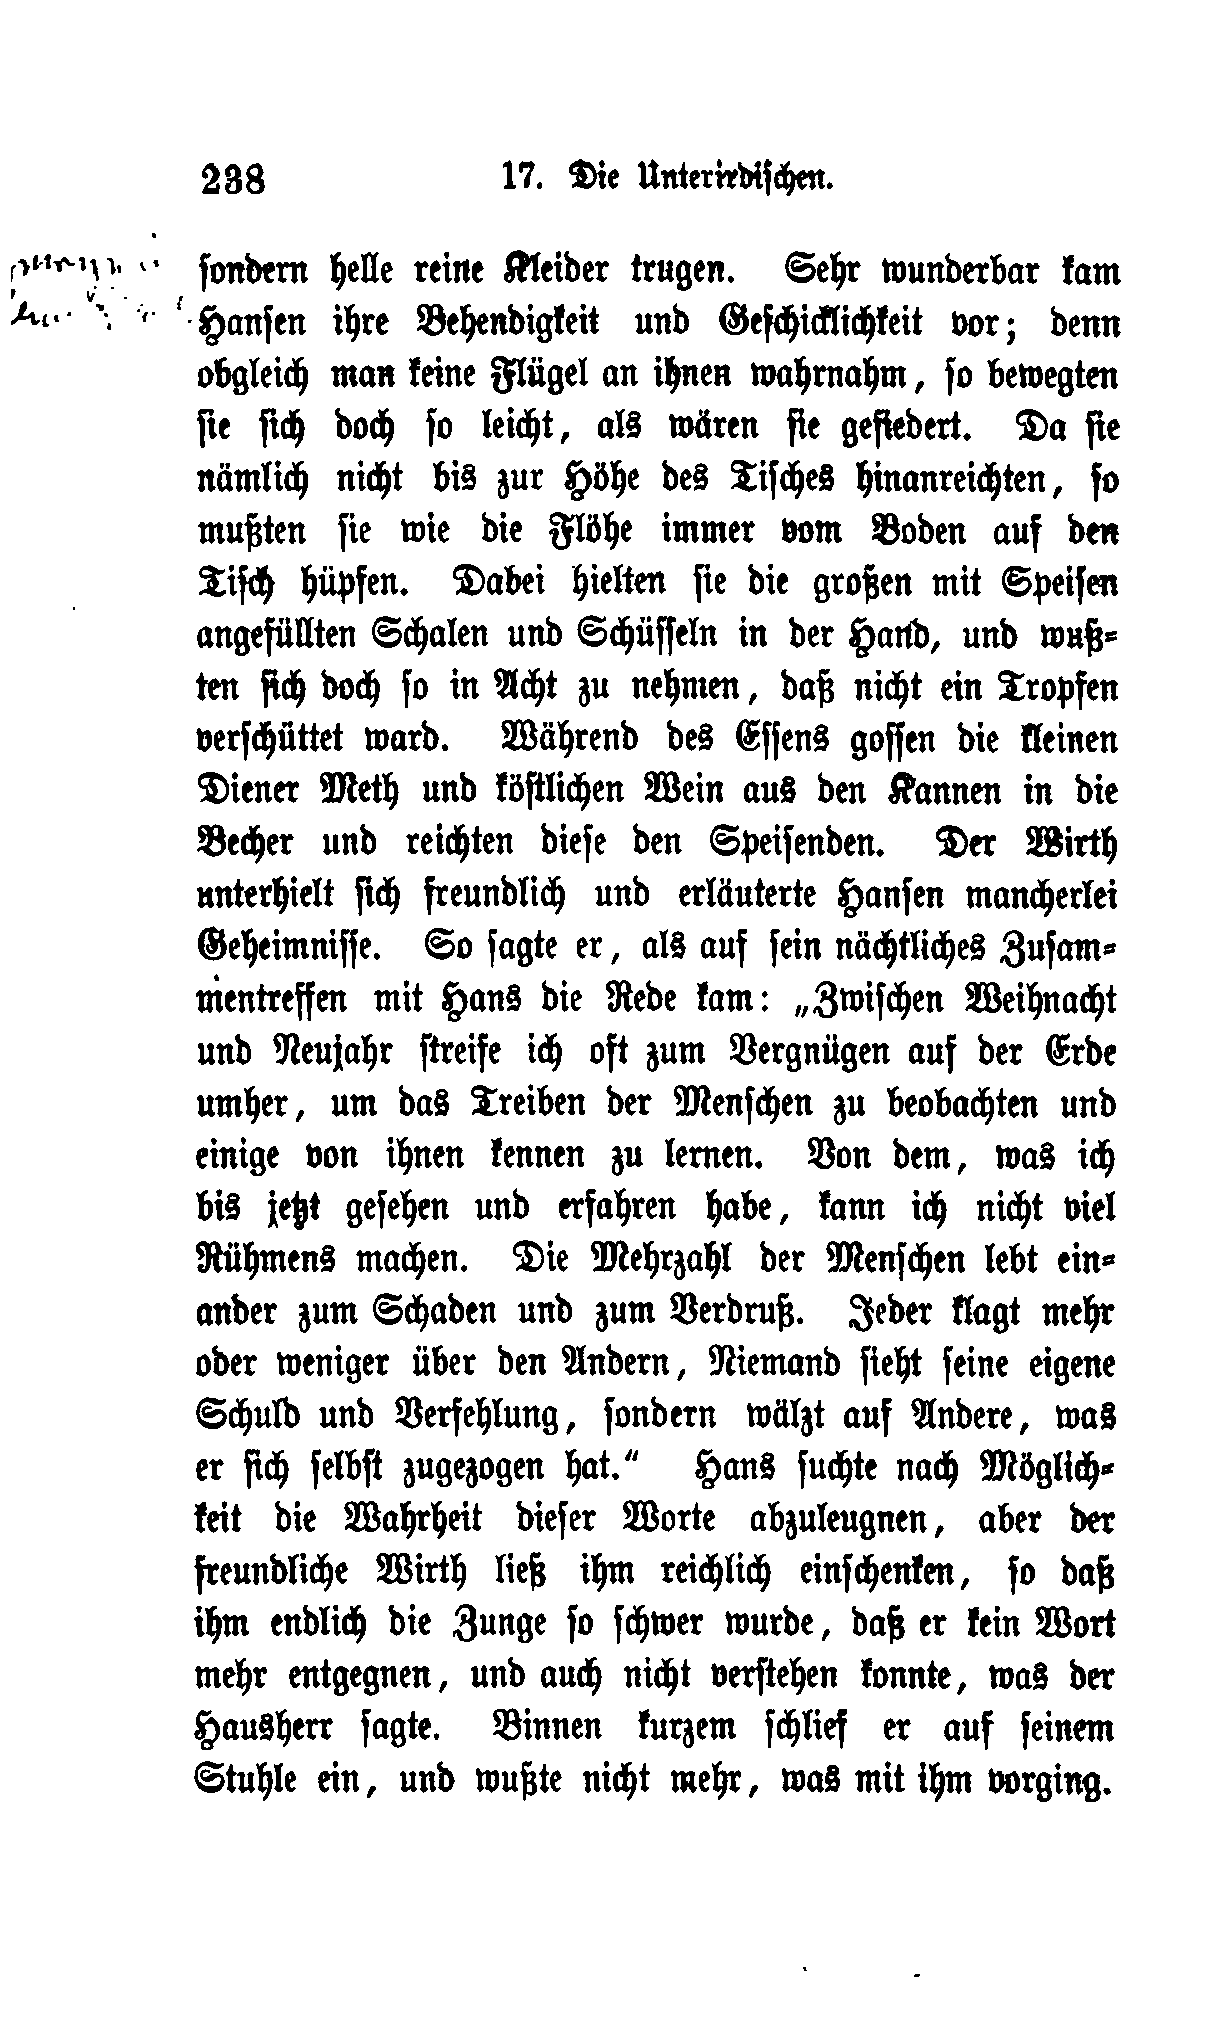 238 17. Die Unterirdischen.
sondern helle reine Kleider trugen. Sehr wunderbar kam
Hansen ihre Behendigkeit und Geschicklichkeit vor; denn
obgleich man keine Flügel an ihnen wahrnahm, so bewegten
sie sich doch so leicht, als wären sie gefiedert. Da sie
nämlich nicht bis zur Höhe des Tisches hinanreichten, so
mußten sie wie die Flöhe immer vom Boden auf den
Tisch hüpfen. Dabei hielten sie die großen mit Speisen
angefüllten Schalen und Schüsseln in der Hand, und wuß-
ten sich doch so in Acht zu nehmen, daß nicht ein Tropfen
verschüttet ward. Während des Essens gossen die kleinen
Diener Meth und köstlichen Wein aus den Kannen in die
Becher und reichten diese den Speisenden. Der Wirth
unterhielt sich freundlich und erläuterte Hansen mancherlei
Geheimnisse. So sagte er, als auf sein nächtliches Zusam-
mentreffen mit Hans die Rede kam: „Zwischen Weihnacht
und Neujahr streife ich oft zum Vergnügen auf der Erde
umher, um das Treiben der Menschen zu beobachten und
einige von ihnen kennen zu lernen. Von dem, was ich
bis jetzt gesehen und erfahren habe, kann ich nicht viel
Rühmens machen. Die Mehrzahl der Menschen lebt ein-
ander zum Schaden und zum Verdruß. Jeder klagt mehr
oder weniger über den Andern, Niemand sieht seine eigene
Schuld und Verfehlung, sondern wälzt auf Andere, was
er sich selbst zugezogen hat.“ Hans suchte nach Möglich-
keit die Wahrheit dieser Worte abzuleugnen, aber der
freundliche Wirth ließ ihm reichlich einschenken, so daß
ihm endlich die Zunge so schwer wurde, daß er kein Wort
mehr entgegnen, und auch nicht verstehen konnte, was der
Hausherr sagte. Binnen kurzem schlief er auf seinem
Stuhle ein, und wußte nicht mehr, was mit ihm vorging.